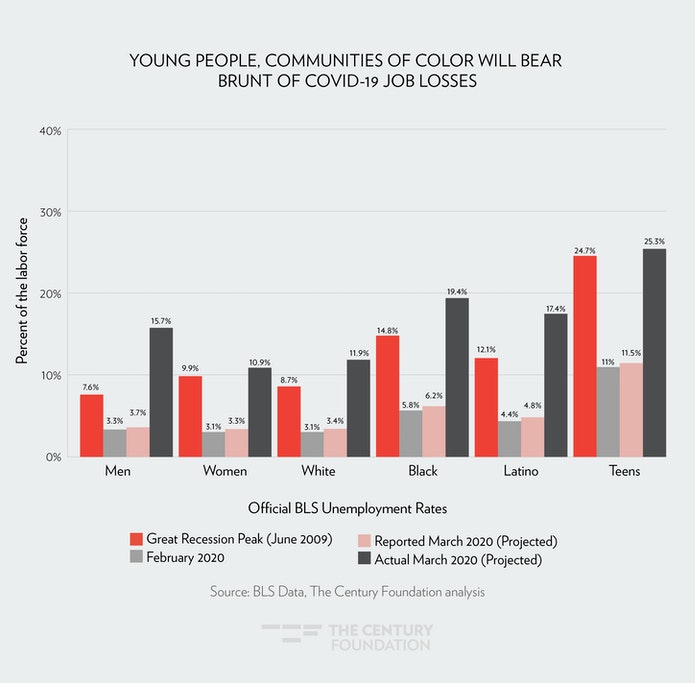 YOUNG PEOPLE, COMMUNITIES OF COLOR WILL BEAR
BRUNT OF COVID-19 JOB LOSSES
Percent of the labor force
40%
30%
20%
10%
0%
7.6%
3.3%
3.7%
15.7%
9.9%
3.1%
3.3%
10.9%
8.7%
3.1%
3.4%
11.9%
14.8%
5.8%
6.2%
19.4%
12.1%
4.4%
4.8%
17.4%
24.7%
11%
11.5%
25.3%
Men
Women
White
Black
Latino
Teens
Official BLS Unemployment Rates
Great Recession Peak (June 2009)
February 2020
Reported March 2020 (Projected)
Actual March 2020 (Projected)
Source: BLS Data, The Century Foundation analysis
THE CENTURY
FOUNDATION